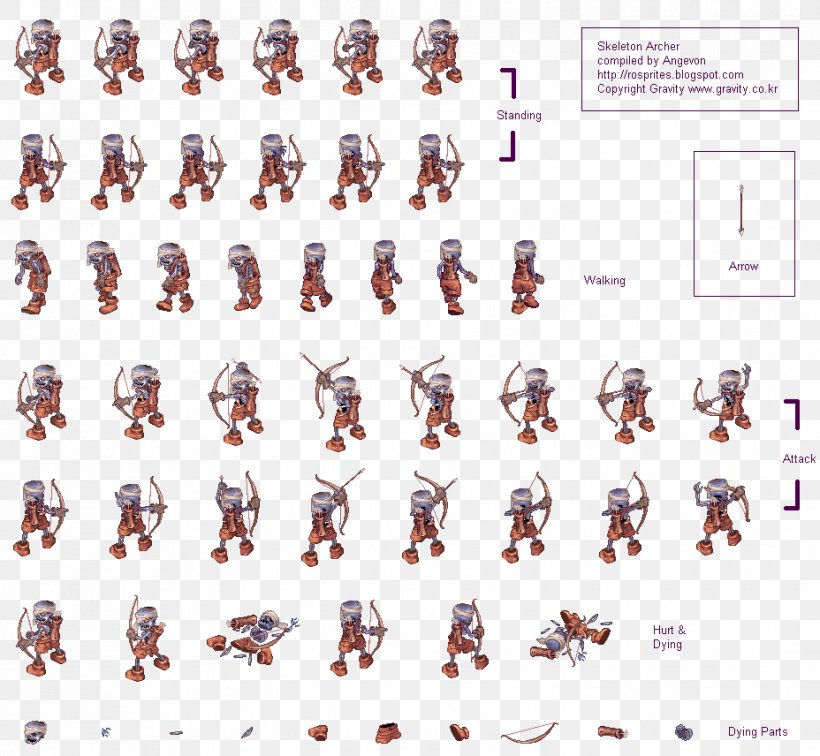 Skeleton Archer
compiled by Angevon
http://rosprites.blogspot.com
Copyright Gravity www.gravity.co.kr
Standing
Arrow
Walking
Attack
Hurt &
Dying
Dying Parts